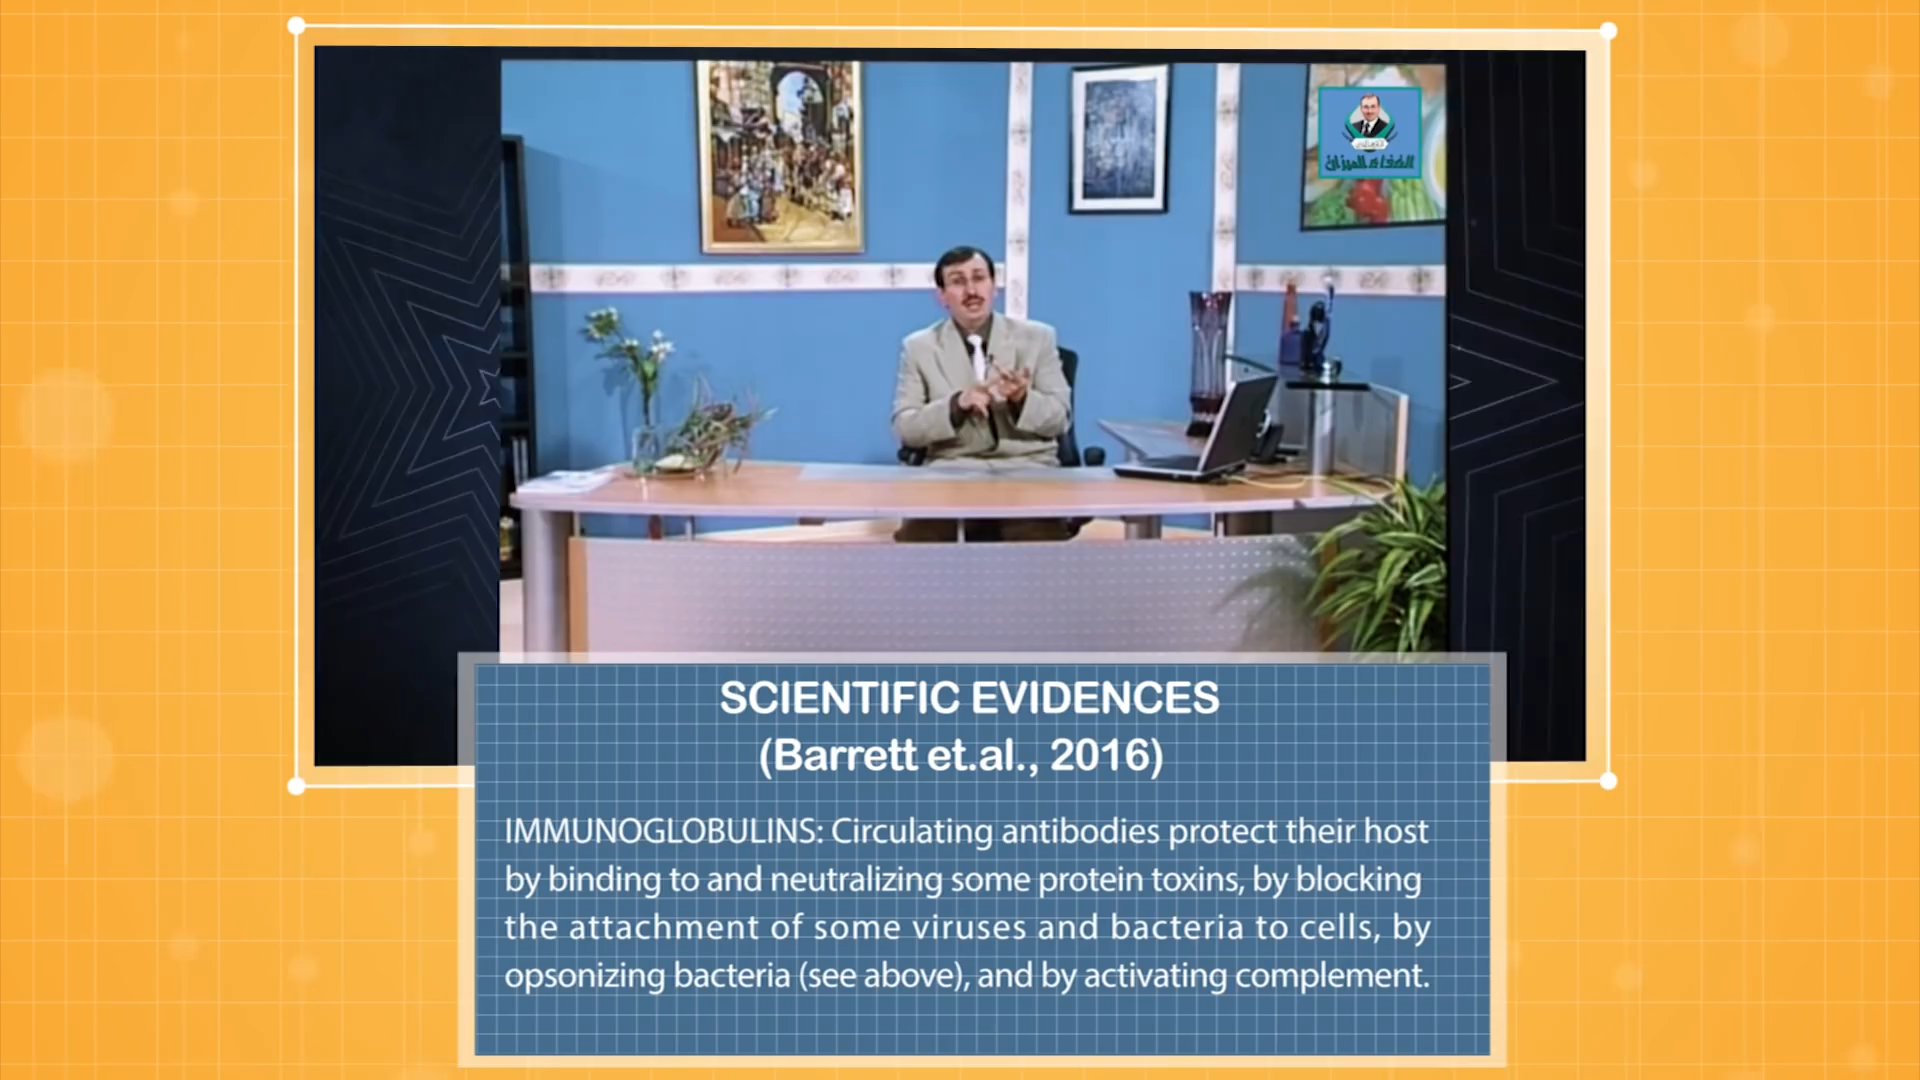 الغذاء الميزان
SCIENTIFIC EVIDENCES
(Barrett et.al., 2016)
IMMUNOGLOBULINS: Circulating antibodies protect their host
by binding to and neutralizing some protein toxins, by blocking
the attachment of some viruses and bacteria to cells, by
opsonizing bacteria (see above), and by activating complement.